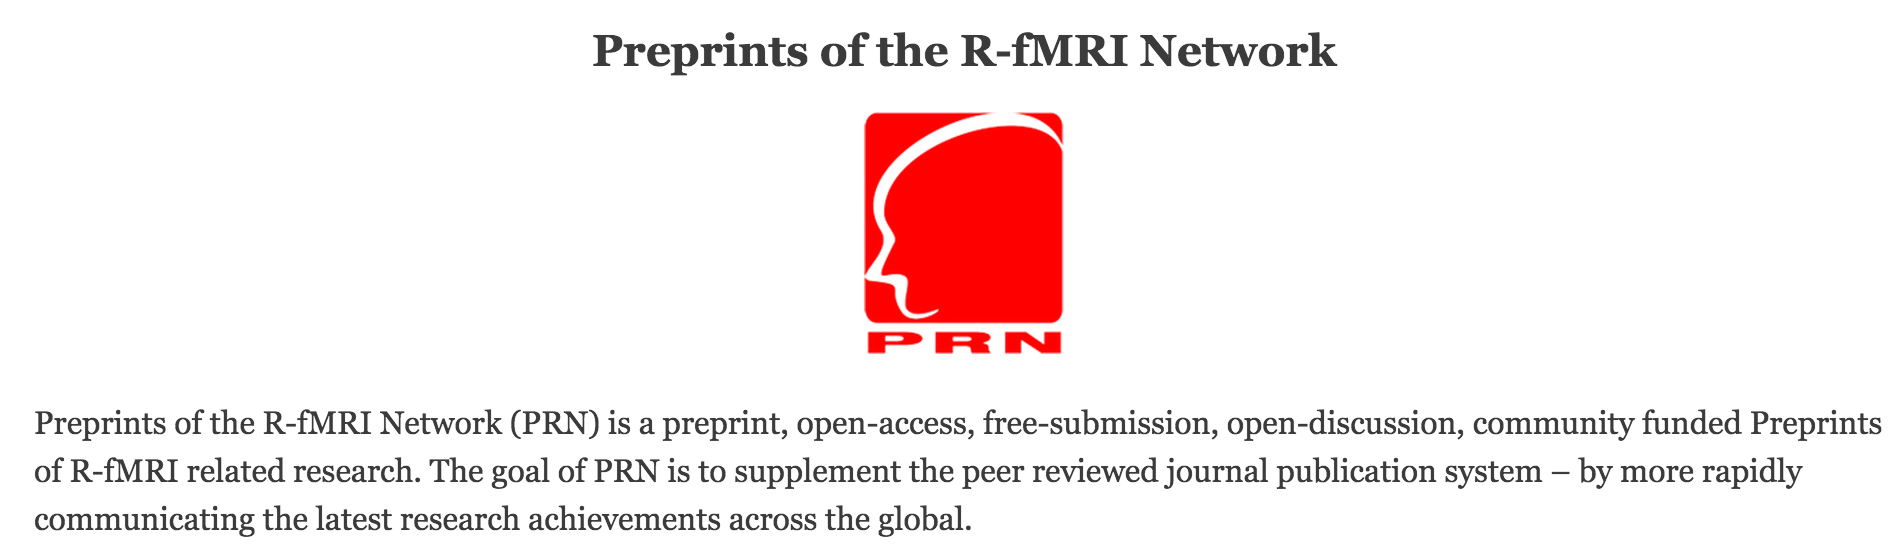 Preprints of the R-fMRI Network
PRN
Preprints of the R-fMRI Network (PRN) is a preprint, open-access, free-submission, open-discussion, community funded Preprints
of R-fMRI related research. The goal of PRN is to supplement the peer reviewed journal publication system – by more rapidly
communicating the latest research achievements across the global.